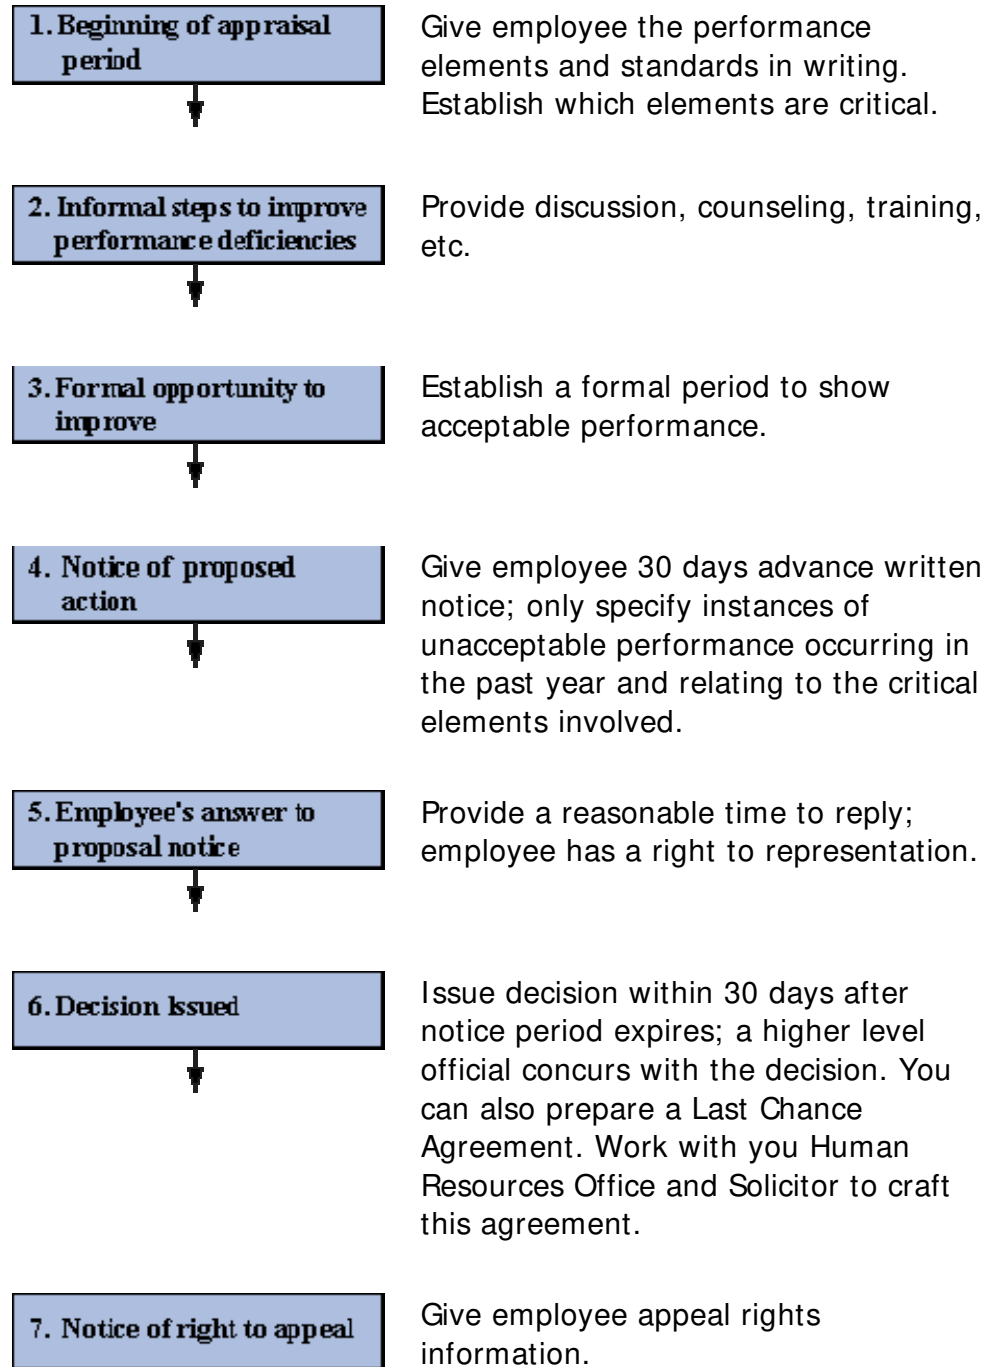 1. Beginning of appraisal
period
Give employee the performance
elements and standards in writing.
Establish which elements are critical.
2. Informal steps to improve
performance deficiencies
Provide discussion, counseling, training,
etc.
3. Formal opportunity to
improve
Establish a formal period to show
acceptable performance.
4. Notice of proposed
action
Give employee 30 days advance written
notice; only specify instances of
unacceptable performance occurring in
the past year and relating to the critical
elements involved.
5. Employee's answer to
proposal notice
Provide a reasonable time to reply;
employee has a right to representation.
6. Decision Issued
Issue decision within 30 days after
notice period expires; a higher level
official concurs with the decision. You
can also prepare a Last Chance
Agreement. Work with you Human
Resources Office and Solicitor to craft
this agreement.
7. Notice of right to appeal
Give employee appeal rights
information.